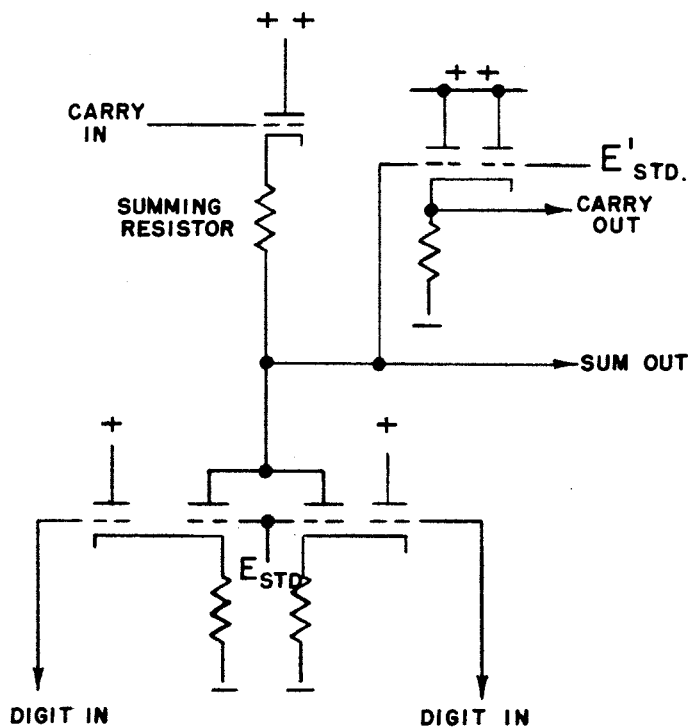 + +
CARRY
IN
+ +
E'STD.
SUMMING
RESISTOR
CARRY
OUT
SUM OUT
+
+
ESTD
DIGIT IN
DIGIT IN